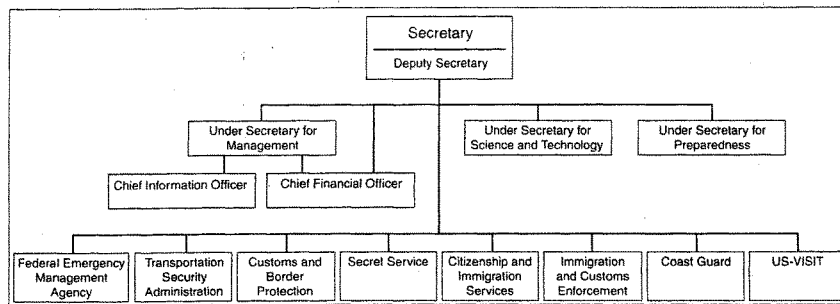 Secretary
Deputy Secretary
Under Secretary for
Management
Under Secretary for
Science and Technology
Under Secretary for
Preparedness
Chief Information Officer
Chief Financial Officer
Federal Emergency
Management
Agency
Transportation
Security
Administration
Customs and
Border
Protection
Secret Service
Citizenship and
Immigration
Services
Immigration
and Customs
Enforcement
Coast Guard
US-VISIT